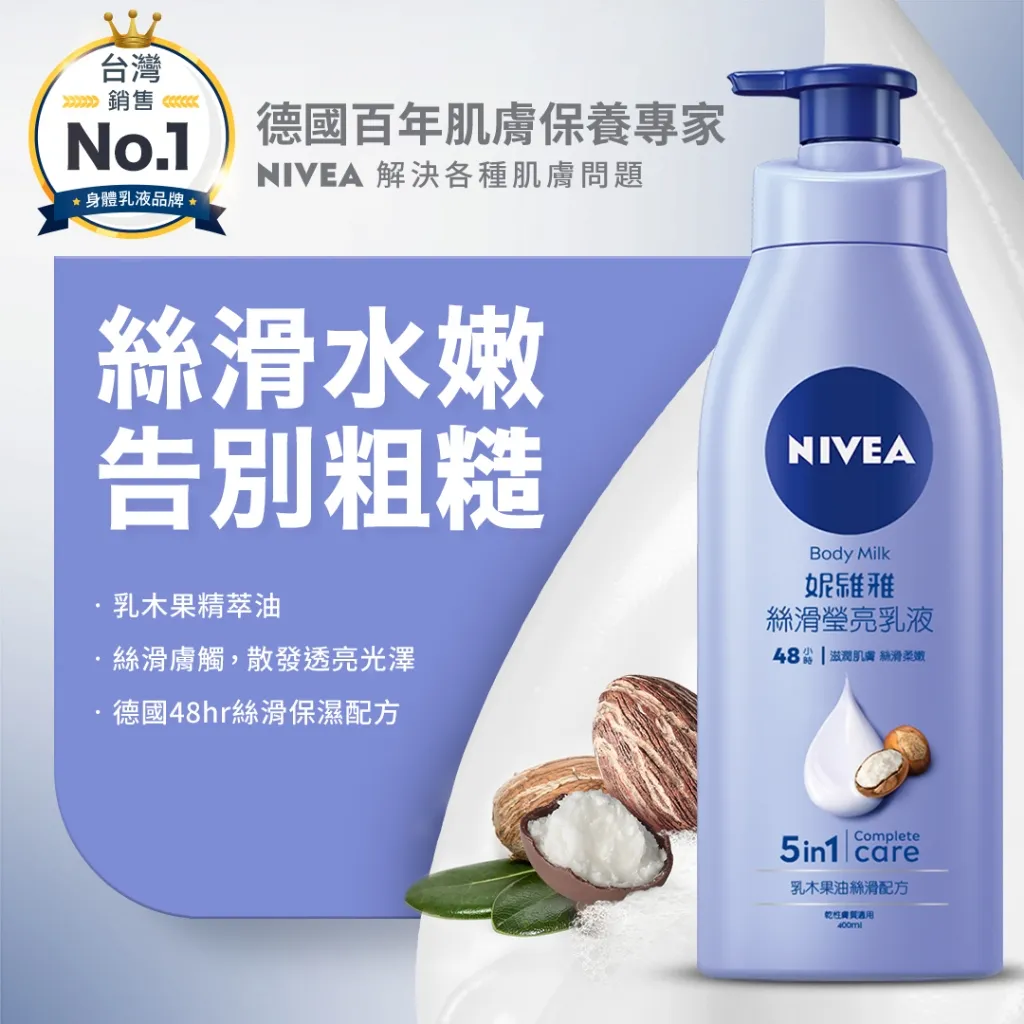 台灣
銷售
No.1
身體乳液品牌
德國百年肌膚保養專家
NIVEA 解決各種肌膚問題
絲滑水嫩
告別粗糙
· 乳木果精萃油
· 絲滑膚觸，散發透亮光澤
· 德國48hr絲滑保濕配方
NIVEA
Body Milk
妮維雅
絲滑瑩亮乳液
48小時 | 滋潤肌膚 絲滑柔嫩
5in1 | Complete care
乳木果油絲滑配方
乾性膚質適用
400ml